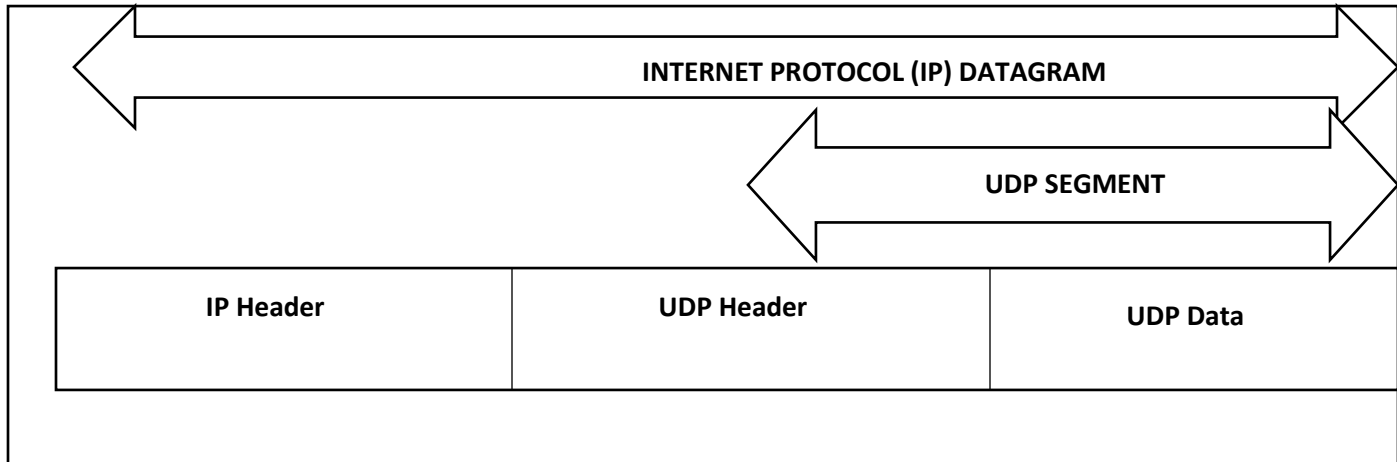 INTERNET PROTOCOL (IP) DATAGRAM
UDP SEGMENT
IP Header
UDP Header
UDP Data